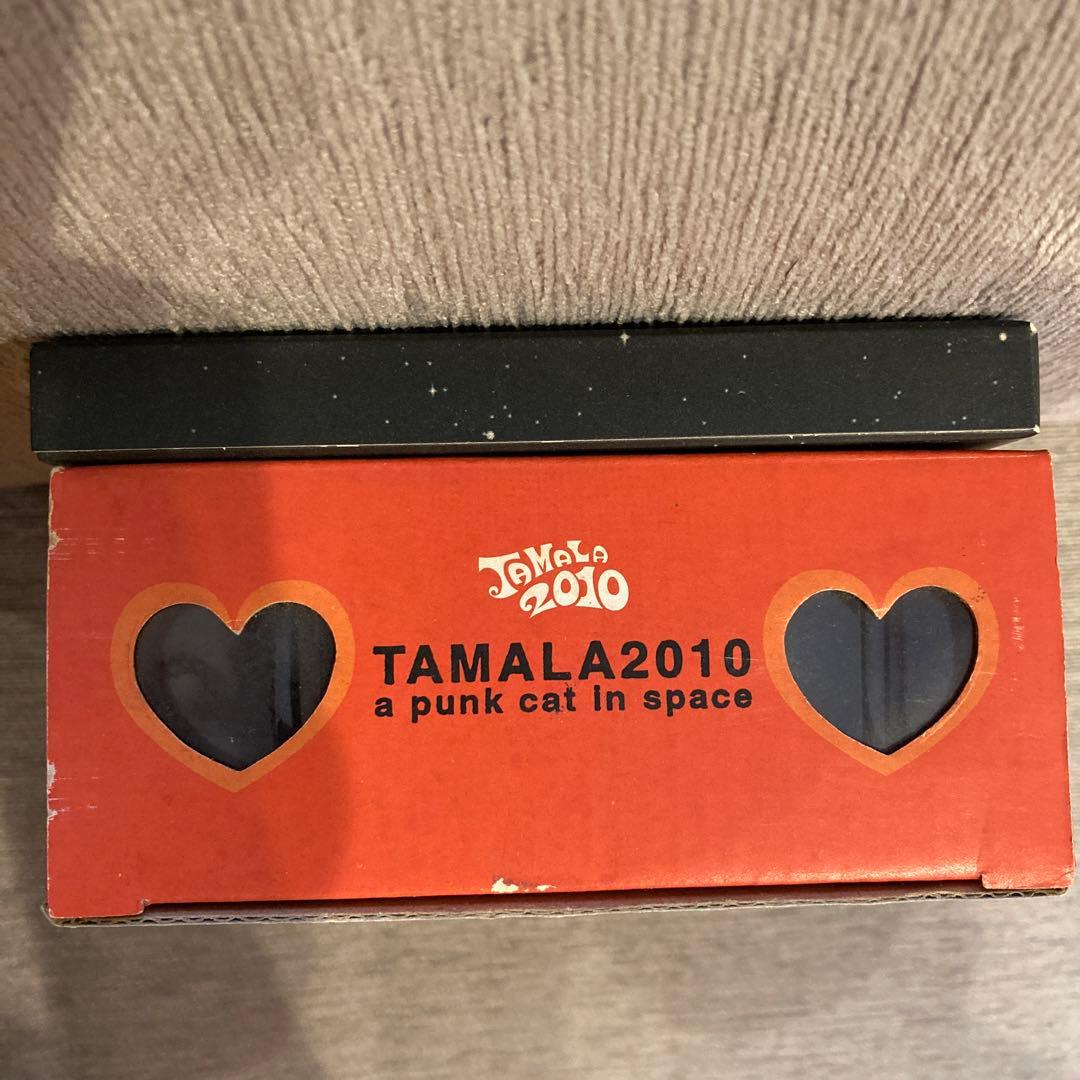 TAMALA
2010
TAMALA2010
a punk cat in space